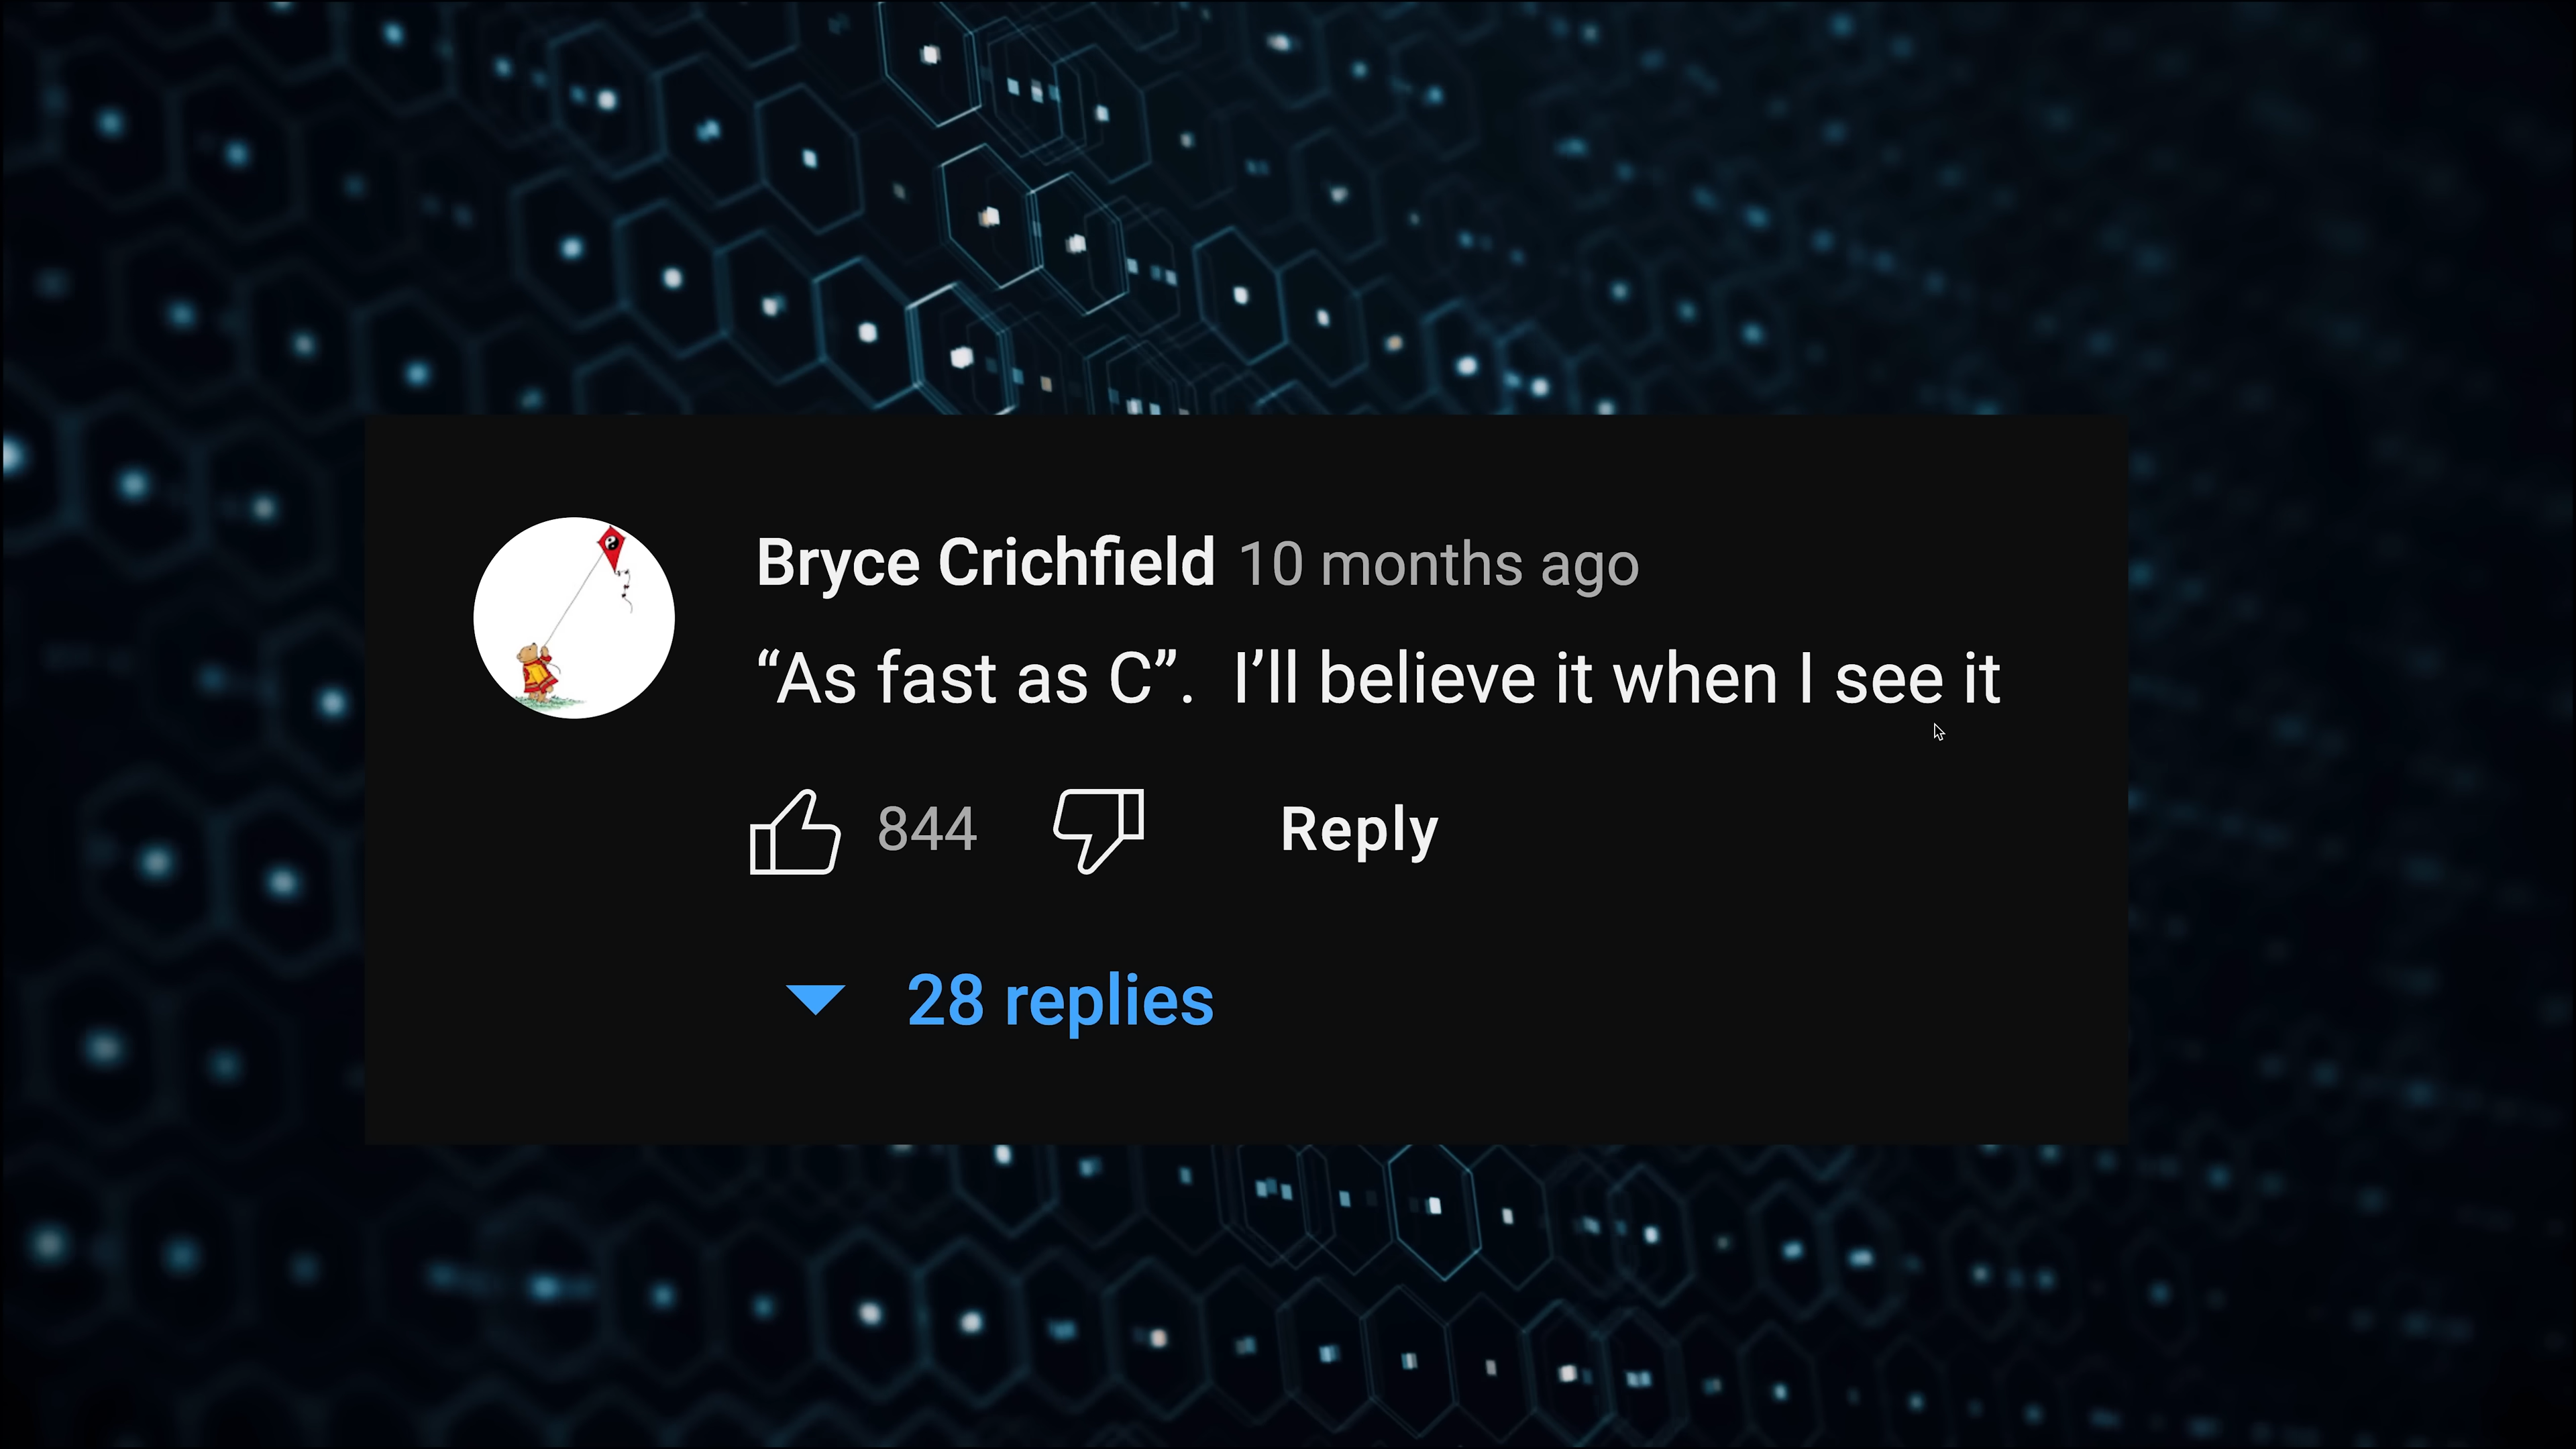 Bryce Crichfield 10 months ago
“As fast as C”.  I’ll believe it when I see it
844 Reply
28 replies